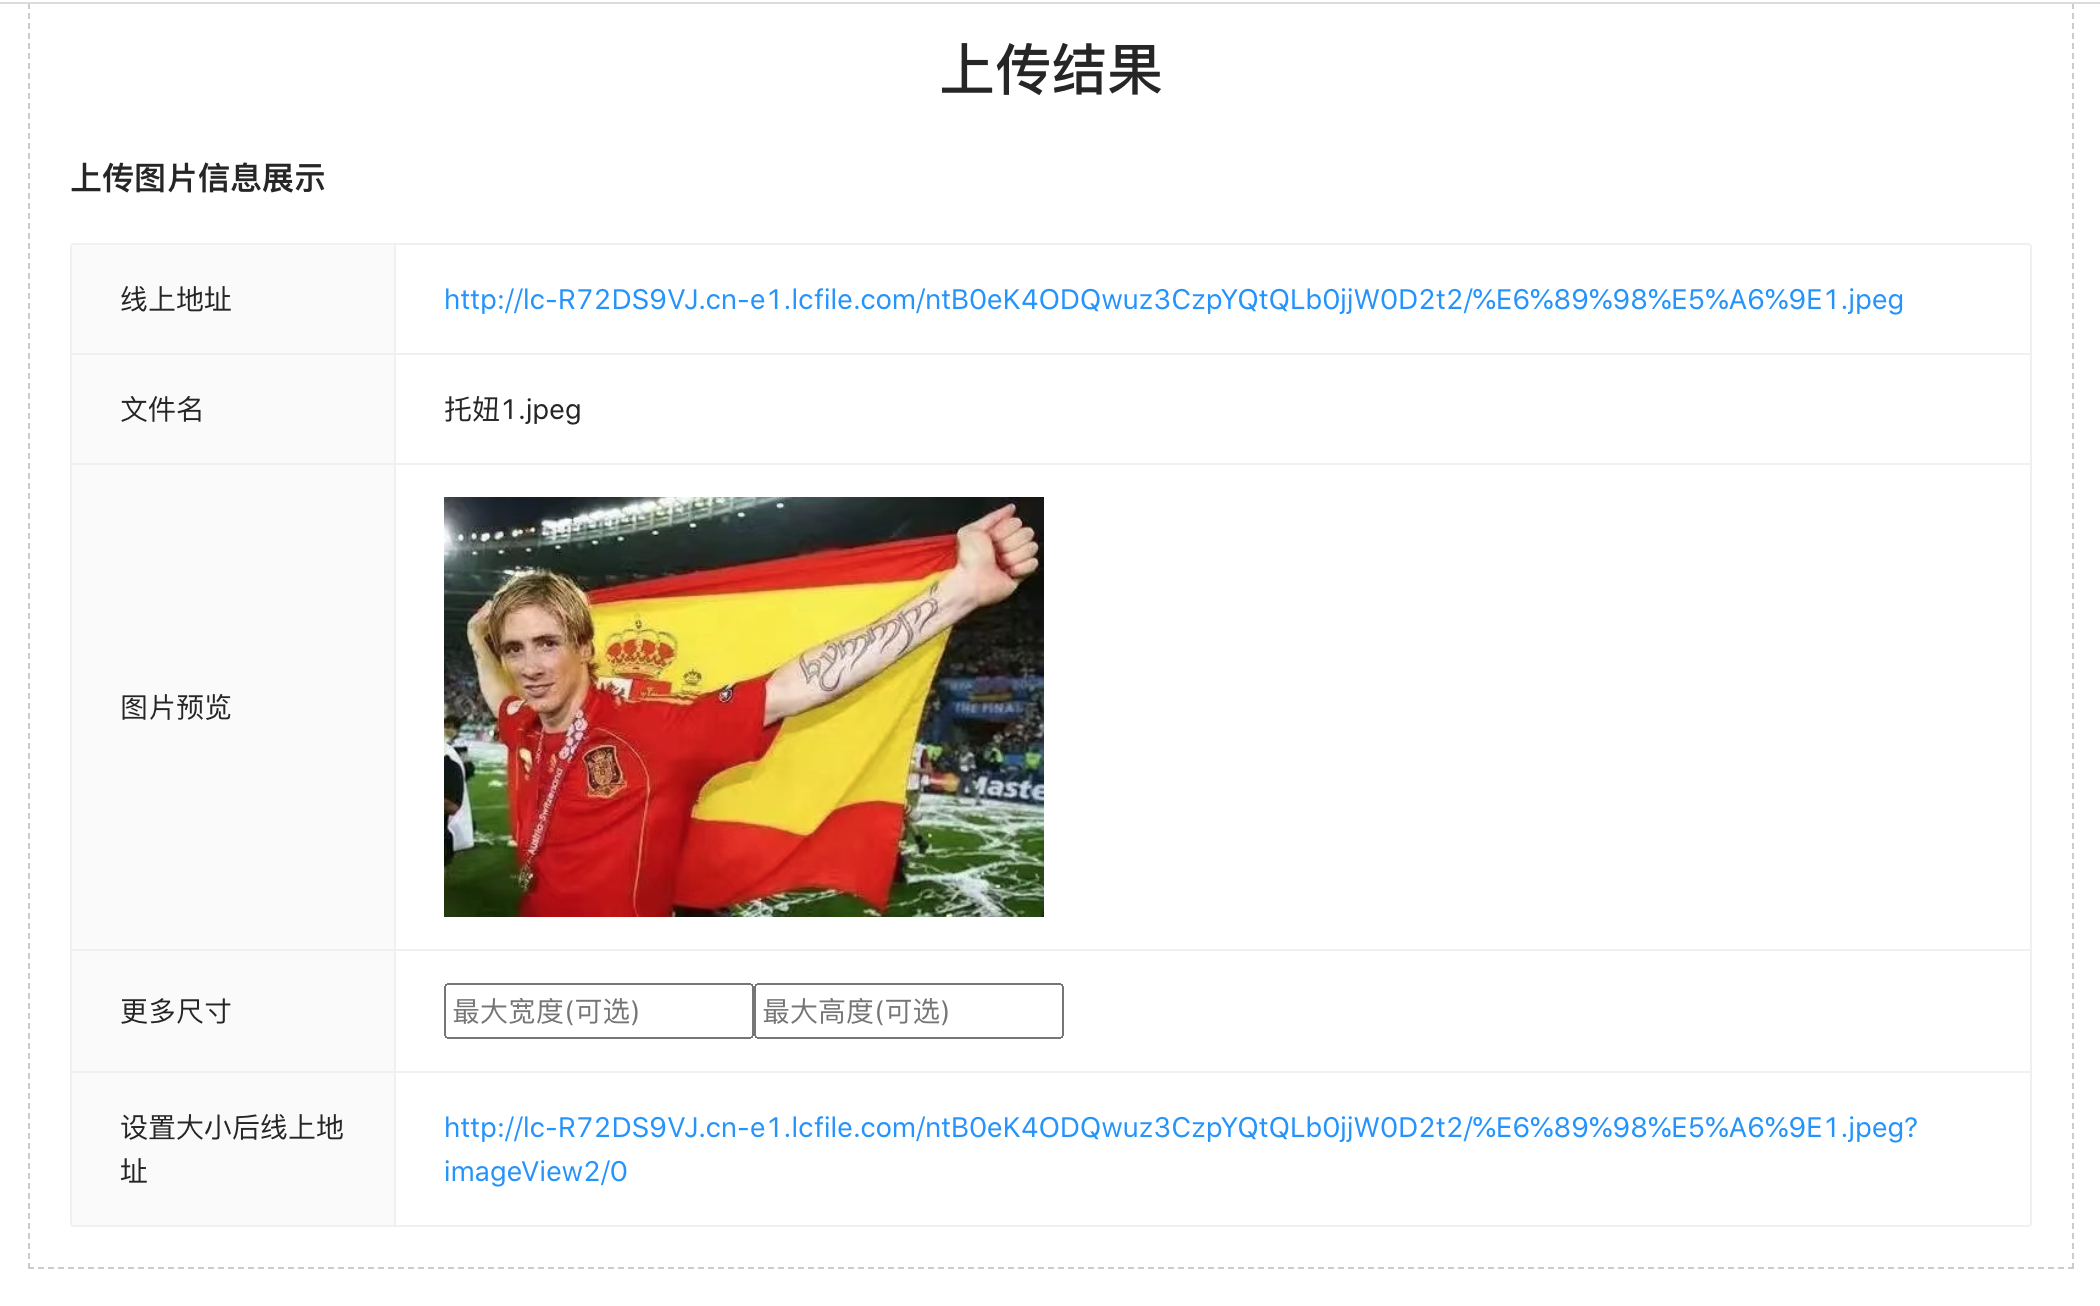 上传结果
上传图片信息展示
线上地址
http://lc-R72DS9VJ.cn-e1.lcfile.com/ntB0eK4ODQwuz3CzpYQtQLb0jjW0D2t2/%E6%89%98%E5%A6%9E1.jpeg
文件名
托妞1.jpeg
图片预览
THE FINAL
Maste
Austria-Switzerland
更多尺寸
最大宽度(可选)
最大高度(可选)
设置大小后线上地
址
http://lc-R72DS9VJ.cn-e1.lcfile.com/ntB0eK4ODQwuz3CzpYQtQLb0jjW0D2t2/%E6%89%98%E5%A6%9E1.jpeg?
imageView2/0